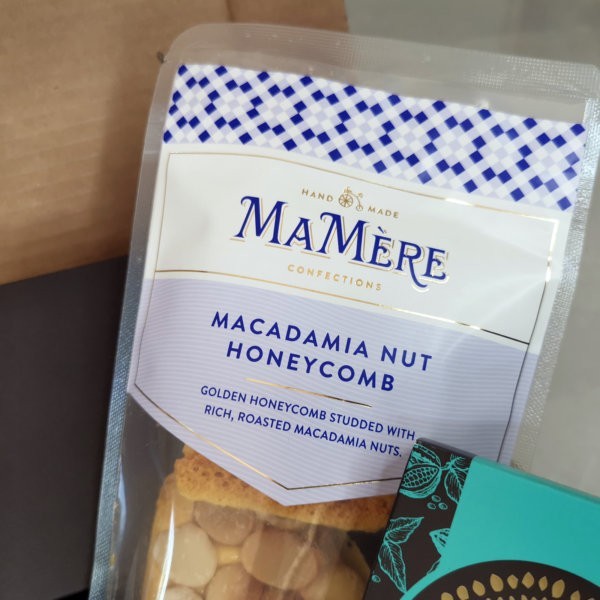 HAND MADE
MAMÈRE
CONFECTIONS
MACADAMIA NUT
HONEYCOMB
GOLDEN HONEYCOMB STUDDED WITH
RICH, ROASTED MACADAMIA NUTS.